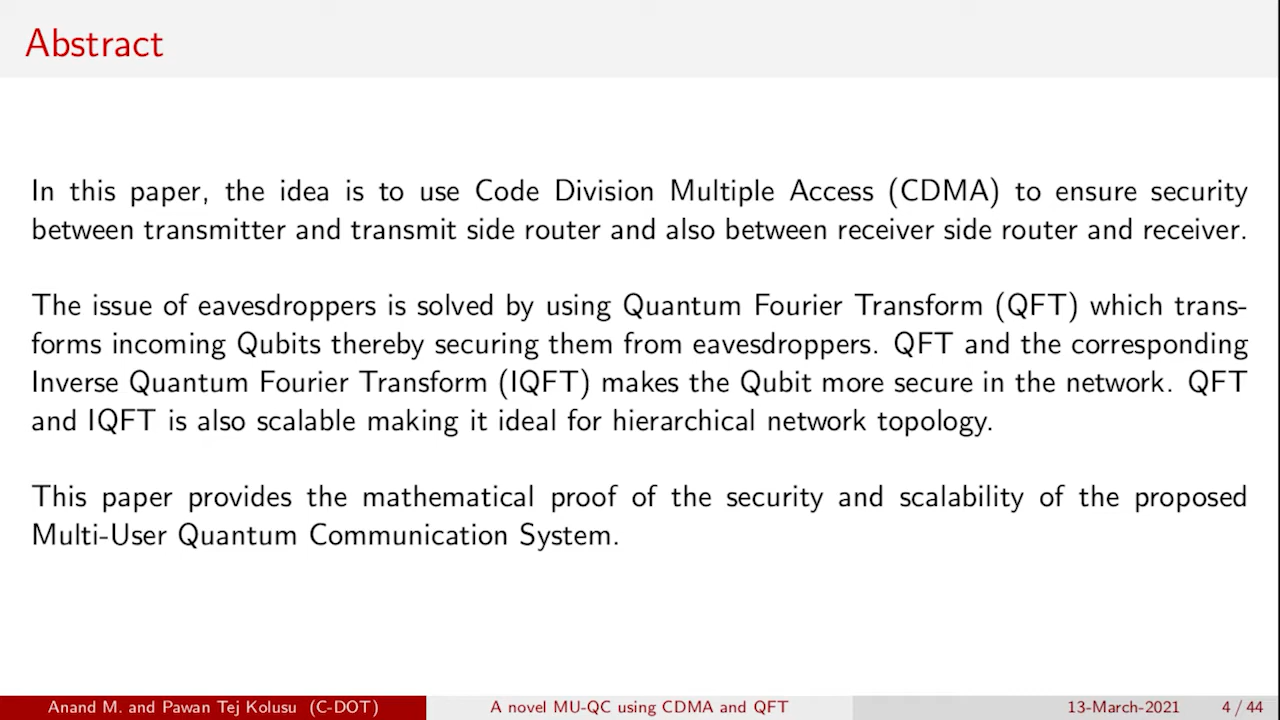 Abstract
In this paper, the idea is to use Code Division Multiple Access (CDMA) to ensure security
between transmitter and transmit side router and also between receiver side router and receiver.
The issue of eavesdroppers is solved by using Quantum Fourier Transform (QFT) which trans-
forms incoming Qubits thereby securing them from eavesdroppers. QFT and the corresponding
Inverse Quantum Fourier Transform (IQFT) makes the Qubit more secure in the network. QFT
and IQFT is also scalable making it ideal for hierarchical network topology.
This paper provides the mathematical proof of the security and scalability of the proposed
Multi-User Quantum Communication System.
Anand M. and Pawan Tej Kolusu (C-DOT) A novel MU-QC using CDMA and QFT 13-March-2021 4 / 44